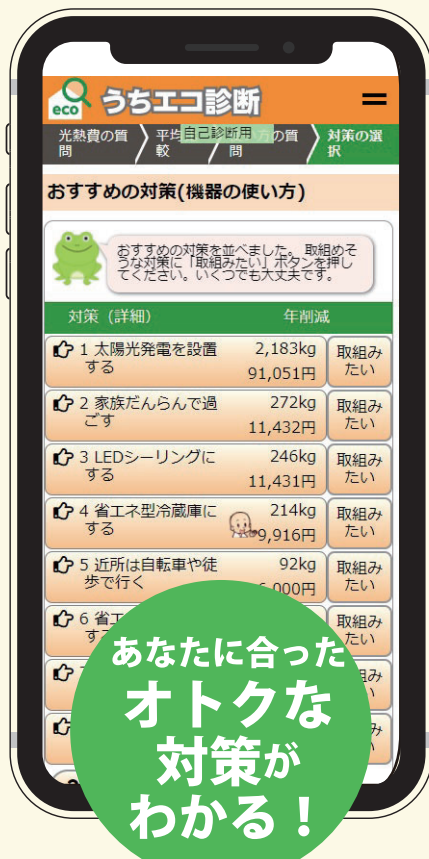 eco
うちエコ診断
光熱費の質問
平均
較
自己診断用
方の質問
対策の選択
おすすめの対策(機器の使い方)
おすすめの対策を並べました。取組めそ
うな対策に「取組みたい」ボタンを押し
てください。いくつでも大丈夫です。
対策（詳細） 年削減
1 太陽光発電を設置 2,183kg 取組み
する 91,051円 たい
2 家族だんらんで過 272kg 取組み
ごす 11,432円 たい
3 LEDシーリングに 246kg 取組み
する 11,431円 たい
4 省エネ型冷蔵庫に 214kg 取組み
する 9,916円 たい
5 近所は自転車や徒 92kg 取組み
歩で行く 000円 たい
6 省エ 取組み
たい
あなたに合った
オトクな
対策が
わかる！